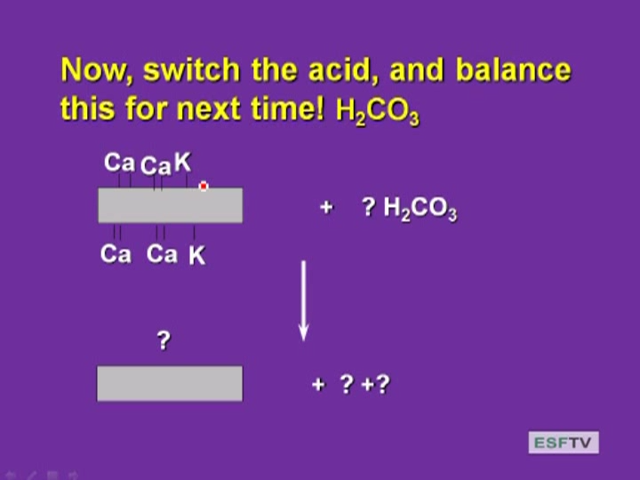 Now, switch the acid, and balance
this for next time! H₂CO₃
Ca Ca K
+ ? H₂CO₃
Ca Ca K
?
+ ? +?
ESFTV